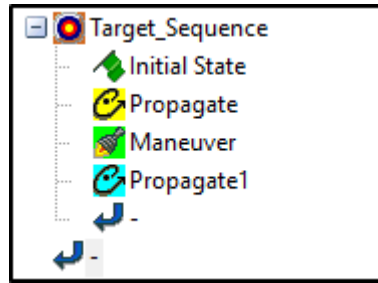 Target_Sequence
Initial State
Propagate
Maneuver
Propagate1
-
-